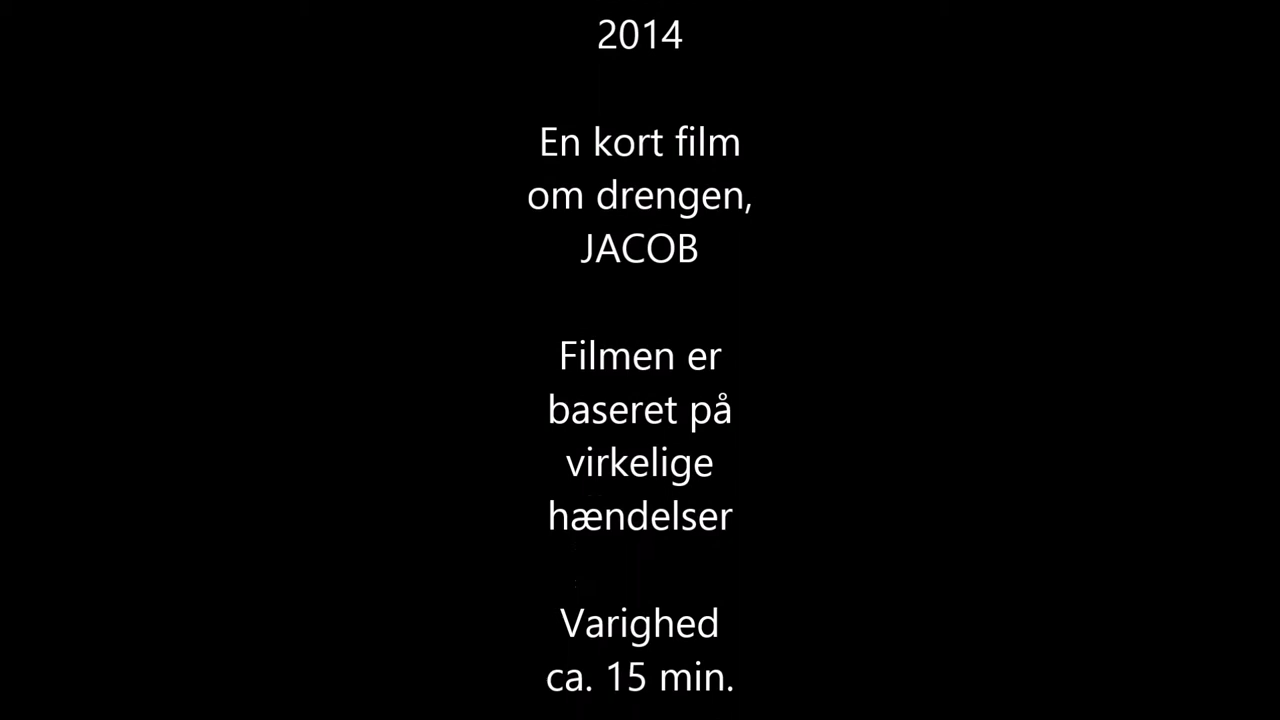 2014
En kort film
om drengen,
JACOB
Filmen er
baseret på
virkelige
hændelser
Varighed
ca. 15 min.